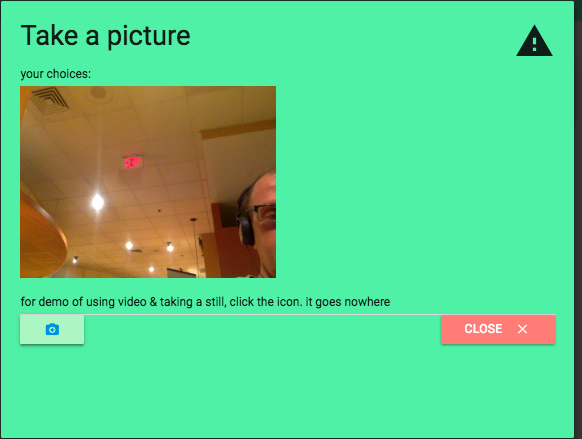 Take a picture
your choices:
for demo of using video & taking a still, click the icon. it goes nowhere
CLOSE